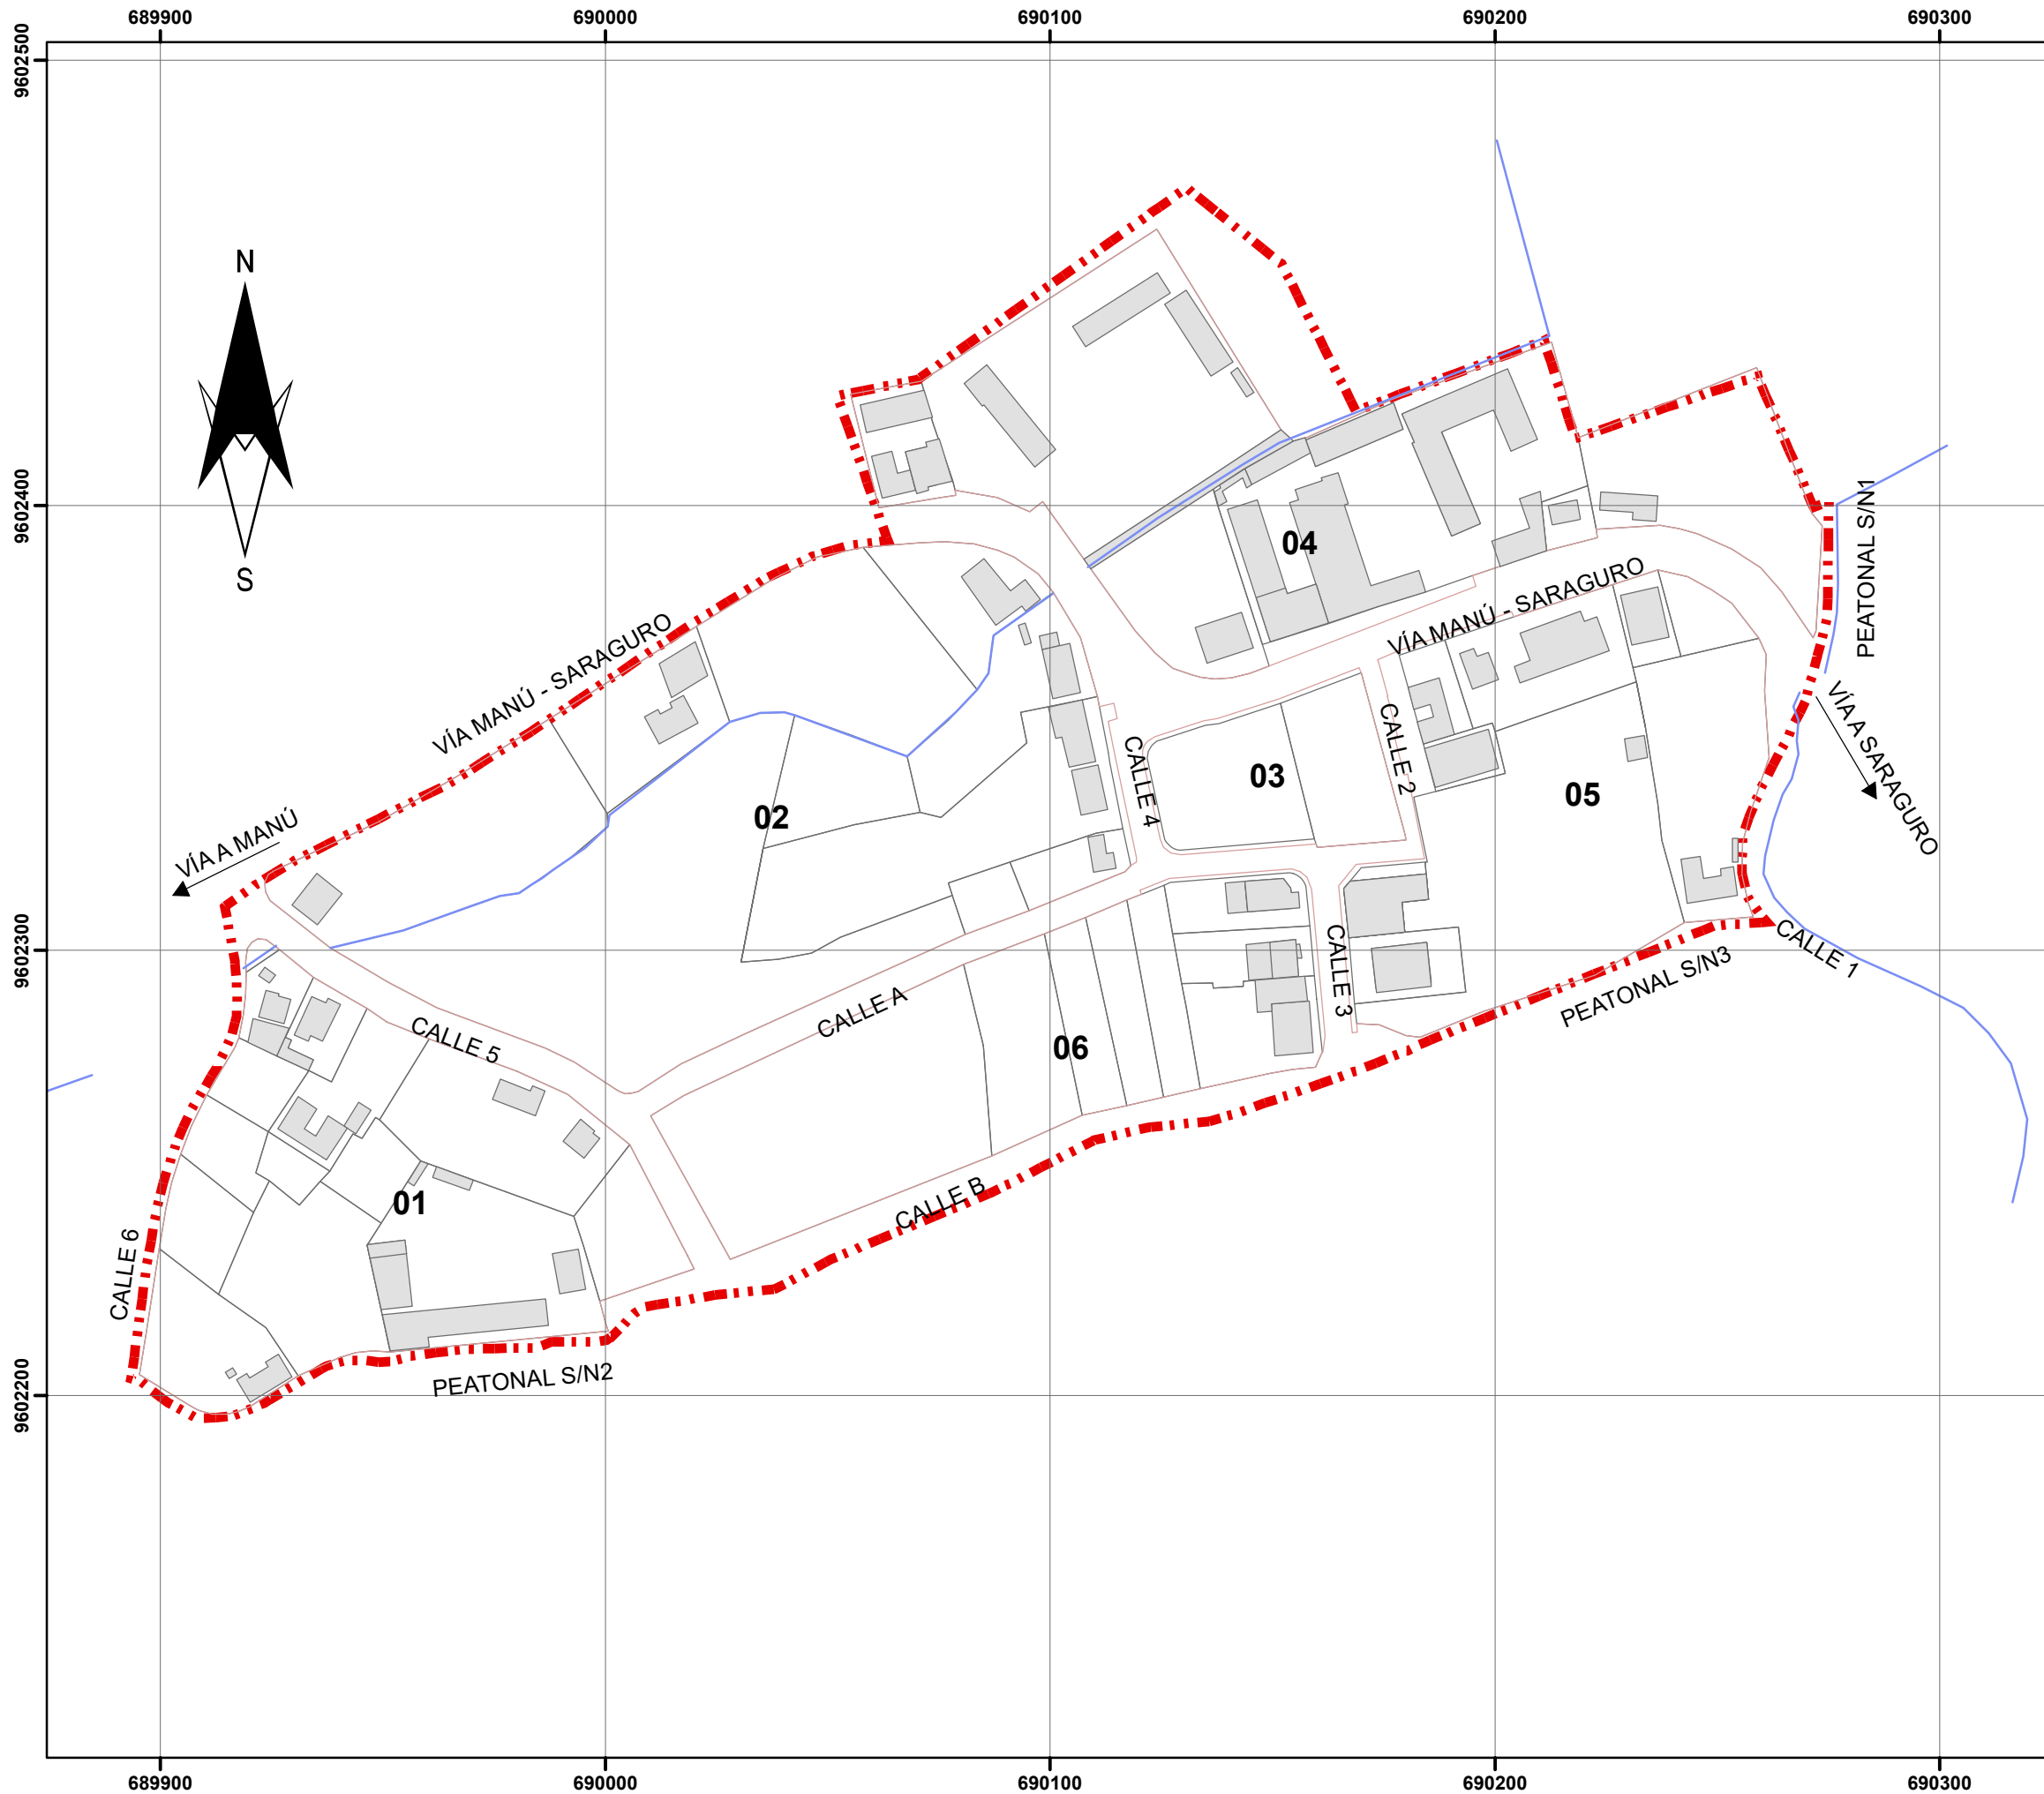 689900 690000 690100 690200 690300
9602500
N
S
9602400
04
PEATONAL S/N1
VÍA MANÚ - SARAGURO
VÍA MANÚ - SARAGURO
VÍA A SARAGURO
CALLE 2
CALLE 4
03
05
02
VÍA A MANÚ
9602300
CALLE 1
CALLE 3
PEATONAL S/N3
CALLE A
CALLE 5
06
01
CALLE B
CALLE 6
PEATONAL S/N2
9602200
689900 690000 690100 690200 690300